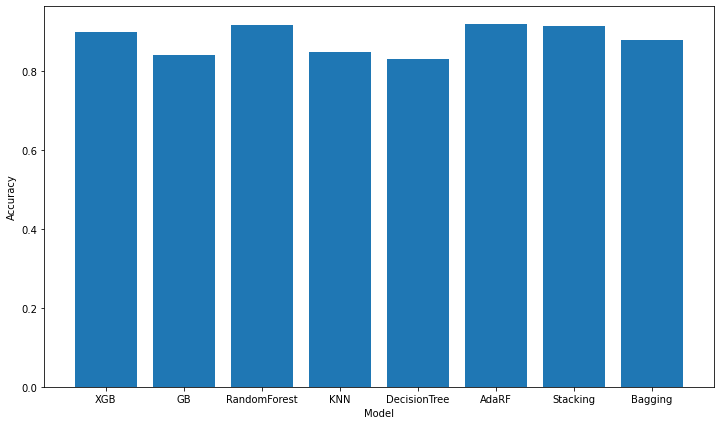 Accuracy
0.8
0.6
0.4
0.2
0.0
XGB GB RandomForest KNN DecisionTree AdaRF Stacking Bagging
Model